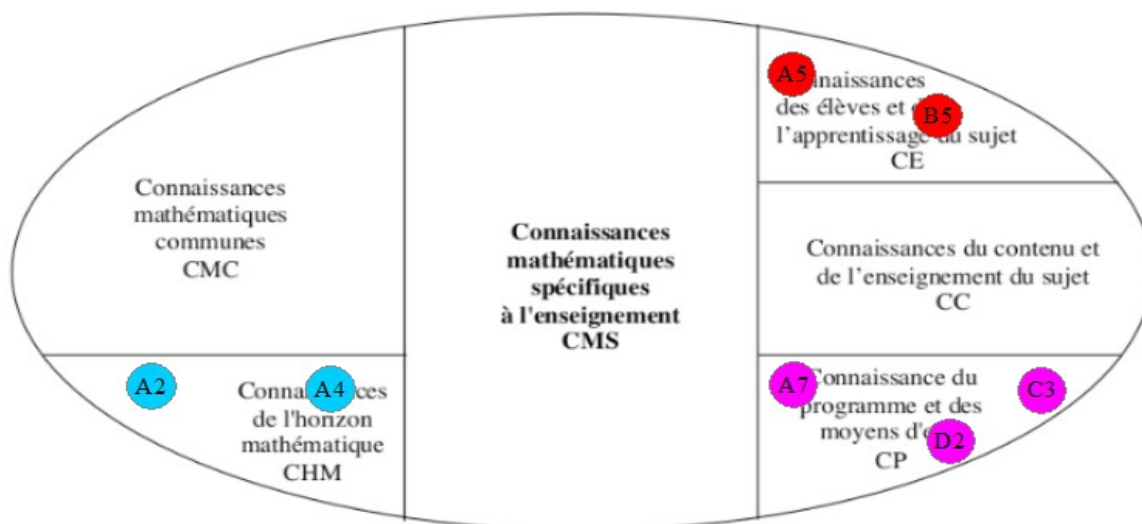 Connaissances
mathématiques
communes
CMC
A2
A4
de l'horizon
mathématique
CHM
Connaissances
mathématiques
spécifiques
à l'enseignement
CMS
A5
B5
des élèves et
l'apprentissage du sujet
CE
Connaissances du contenu et
de l'enseignement du sujet
CC
A7
C3
D2
Connaissance du
programme et des
moyens
CP